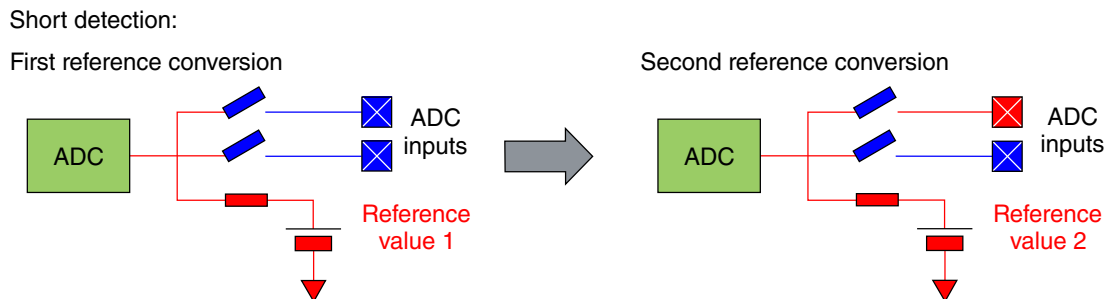 Short detection:
First reference conversion
Second reference conversion
ADC
ADC
inputs
Reference
value 1
ADC
ADC
inputs
Reference
value 2